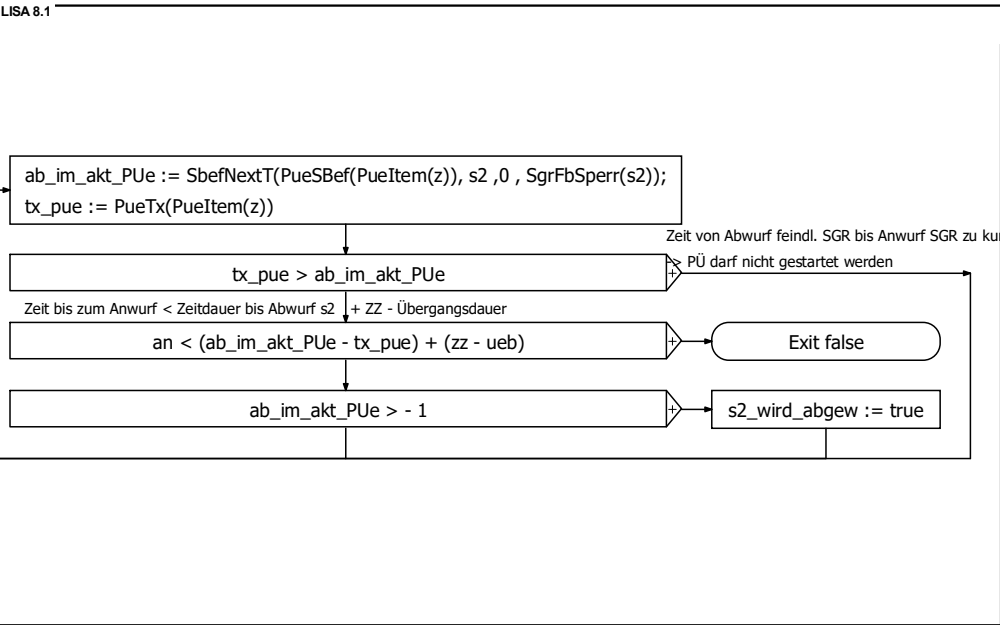 LISA 8.1
ab_im_akt_PUe := SbefNextT(PueSBef(PueItem(z)), s2 ,0 , SgrFbSperr(s2));
tx_pue := PueTx(PueItem(z))
Zeit von Abwurf feindl. SGR bis Anwurf SGR zu
-> PÜ darf nicht gestartet werden
tx_pue > ab_im_akt_PUe
+
Zeit bis zum Anwurf < Zeitdauer bis Abwurf s2 + ZZ - Übergangsdauer
an < (ab_im_akt_PUe - tx_pue) + (zz - ueb)
+
Exit false
ab_im_akt_PUe > - 1
+
s2_wird_abgew := true